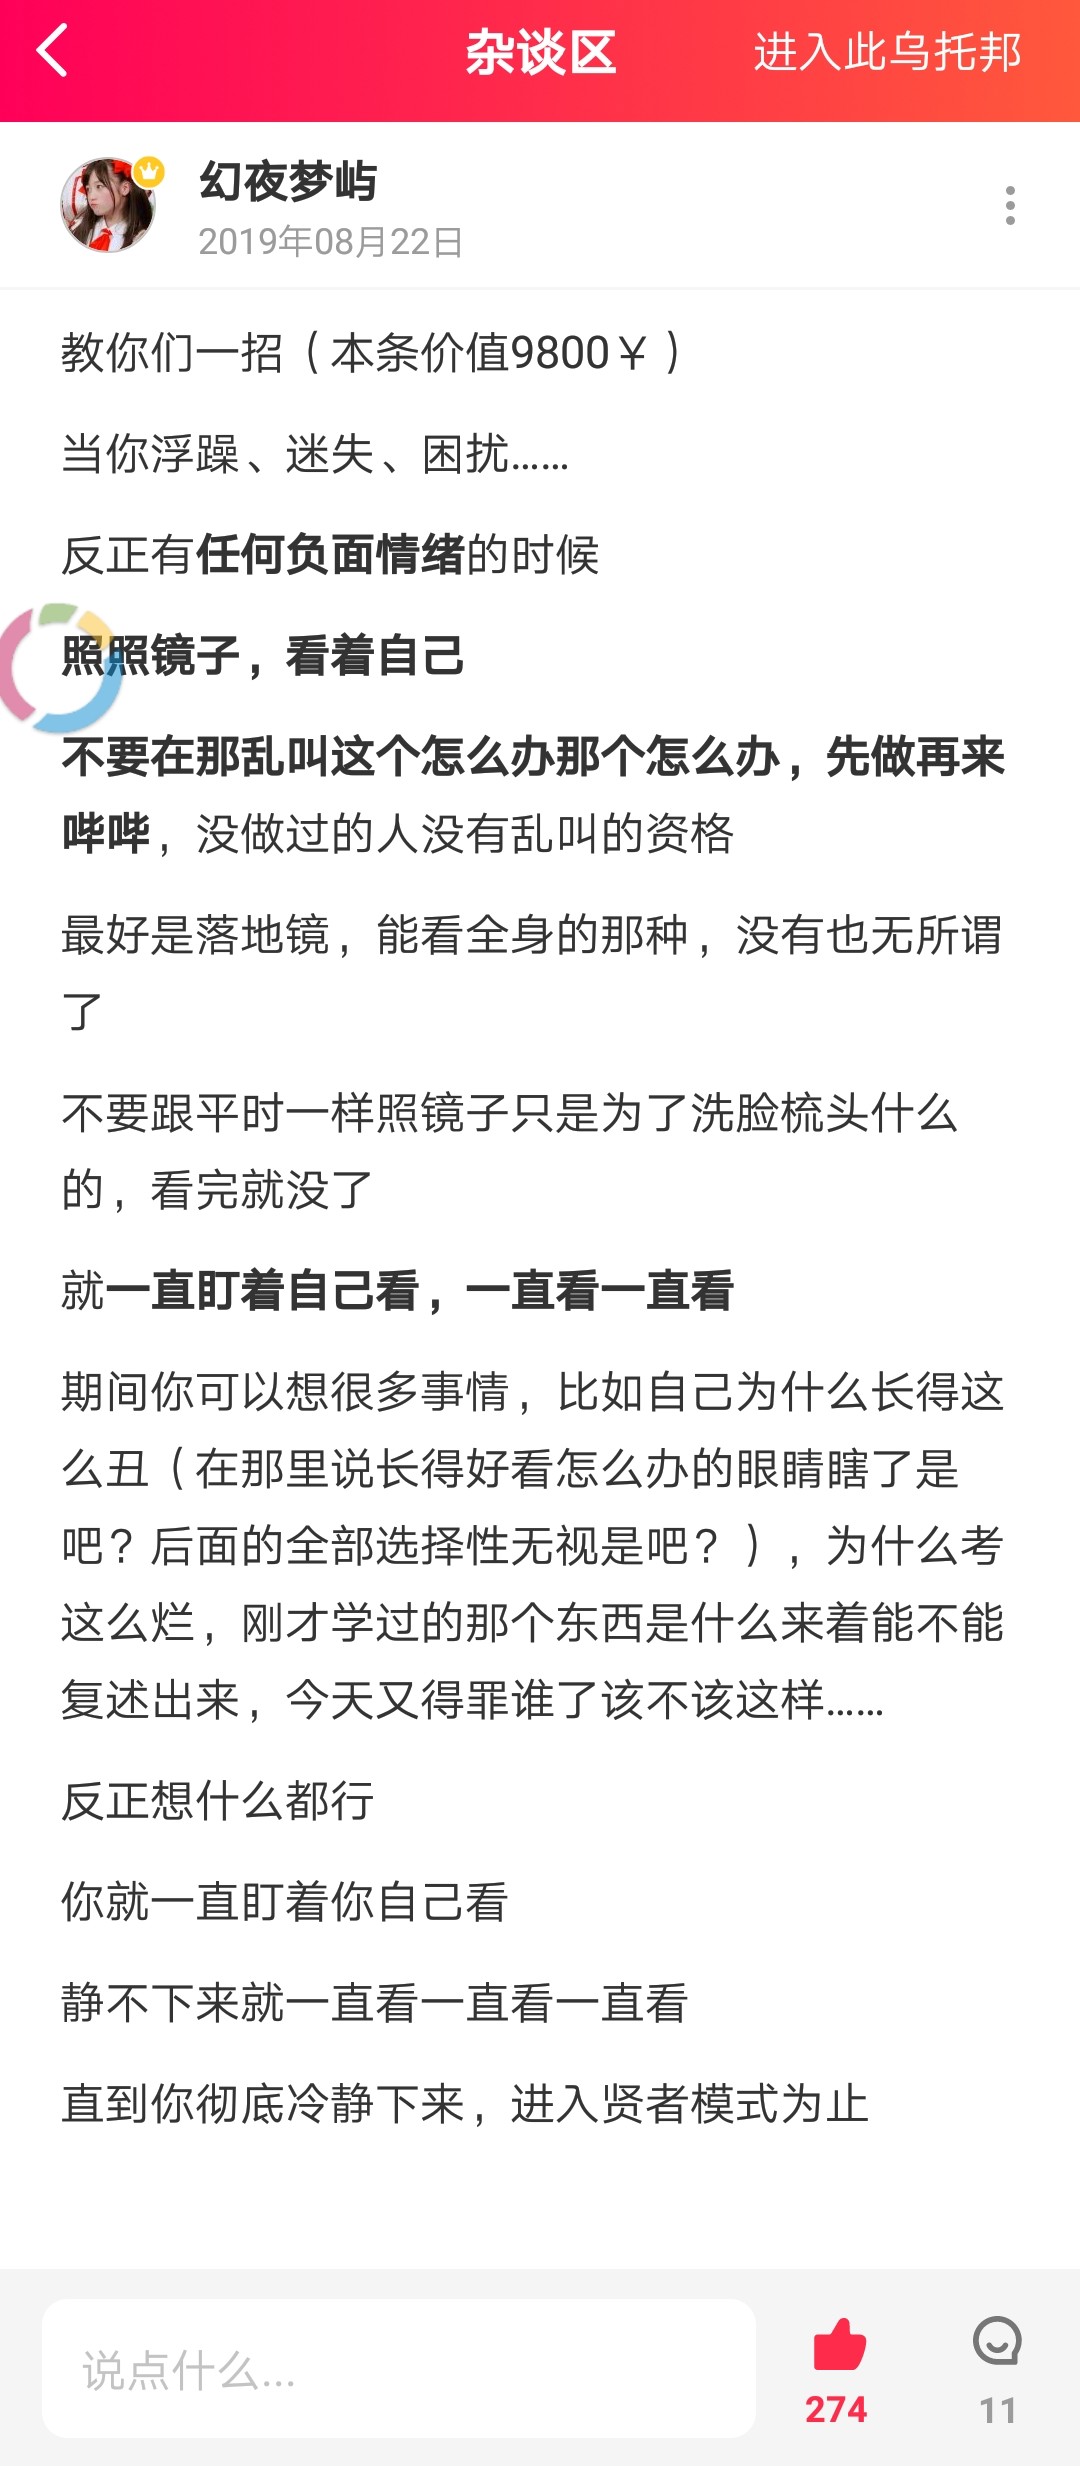 杂谈区
进入此乌托邦
幻夜梦屿
2019年08月22日
教你们一招（本条价值9800￥）
当你浮躁、迷失、困扰……
反正有任何负面情绪的时候
照照镜子，看着自己
不要在那乱叫这个怎么办那个怎么办，先做再来
哔哔，没做过的人没有乱叫的资格
最好是落地镜，能看全身的那种，没有也无所谓
了
不要跟平时一样照镜子只是为了洗脸梳头什么
的，看完就没了
就一直盯着自己看，一直看一直看
期间你可以想很多事情，比如自己为什么长得这
么丑（在那里说长得好看怎么办的眼睛瞎了是
吧？后面的全部选择性无视是吧？），为什么考
这么烂，刚才学过的那个东西是什么来着能不能
复述出来，今天又得罪谁了该不该这样……
反正想什么都行
你就一直盯着你自己看
静不下来就一直看一直看一直看
直到你彻底冷静下来，进入贤者模式为止
说点什么...
274
11